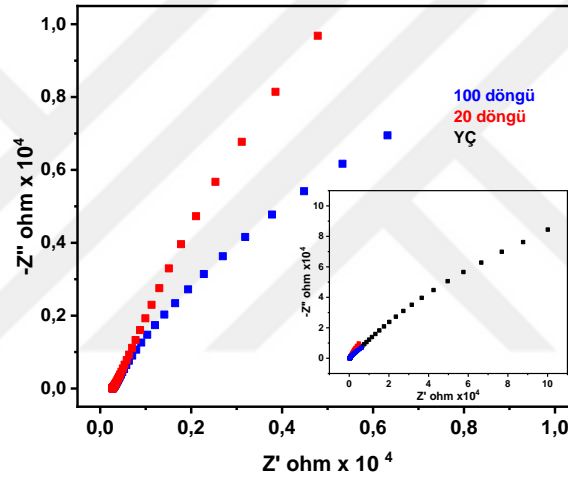 1,0
0,8
0,6
0,4
0,2
0,0
-Z'' ohm x 10⁴
0,0 0,2 0,4 0,6 0,8 1,0
Z' ohm x 10⁴
100 döngü
20 döngü
YÇ
10
8
6
4
2
0
-Z'' ohm x10⁴
0 2 4 6 8 10
Z' ohm x10⁴